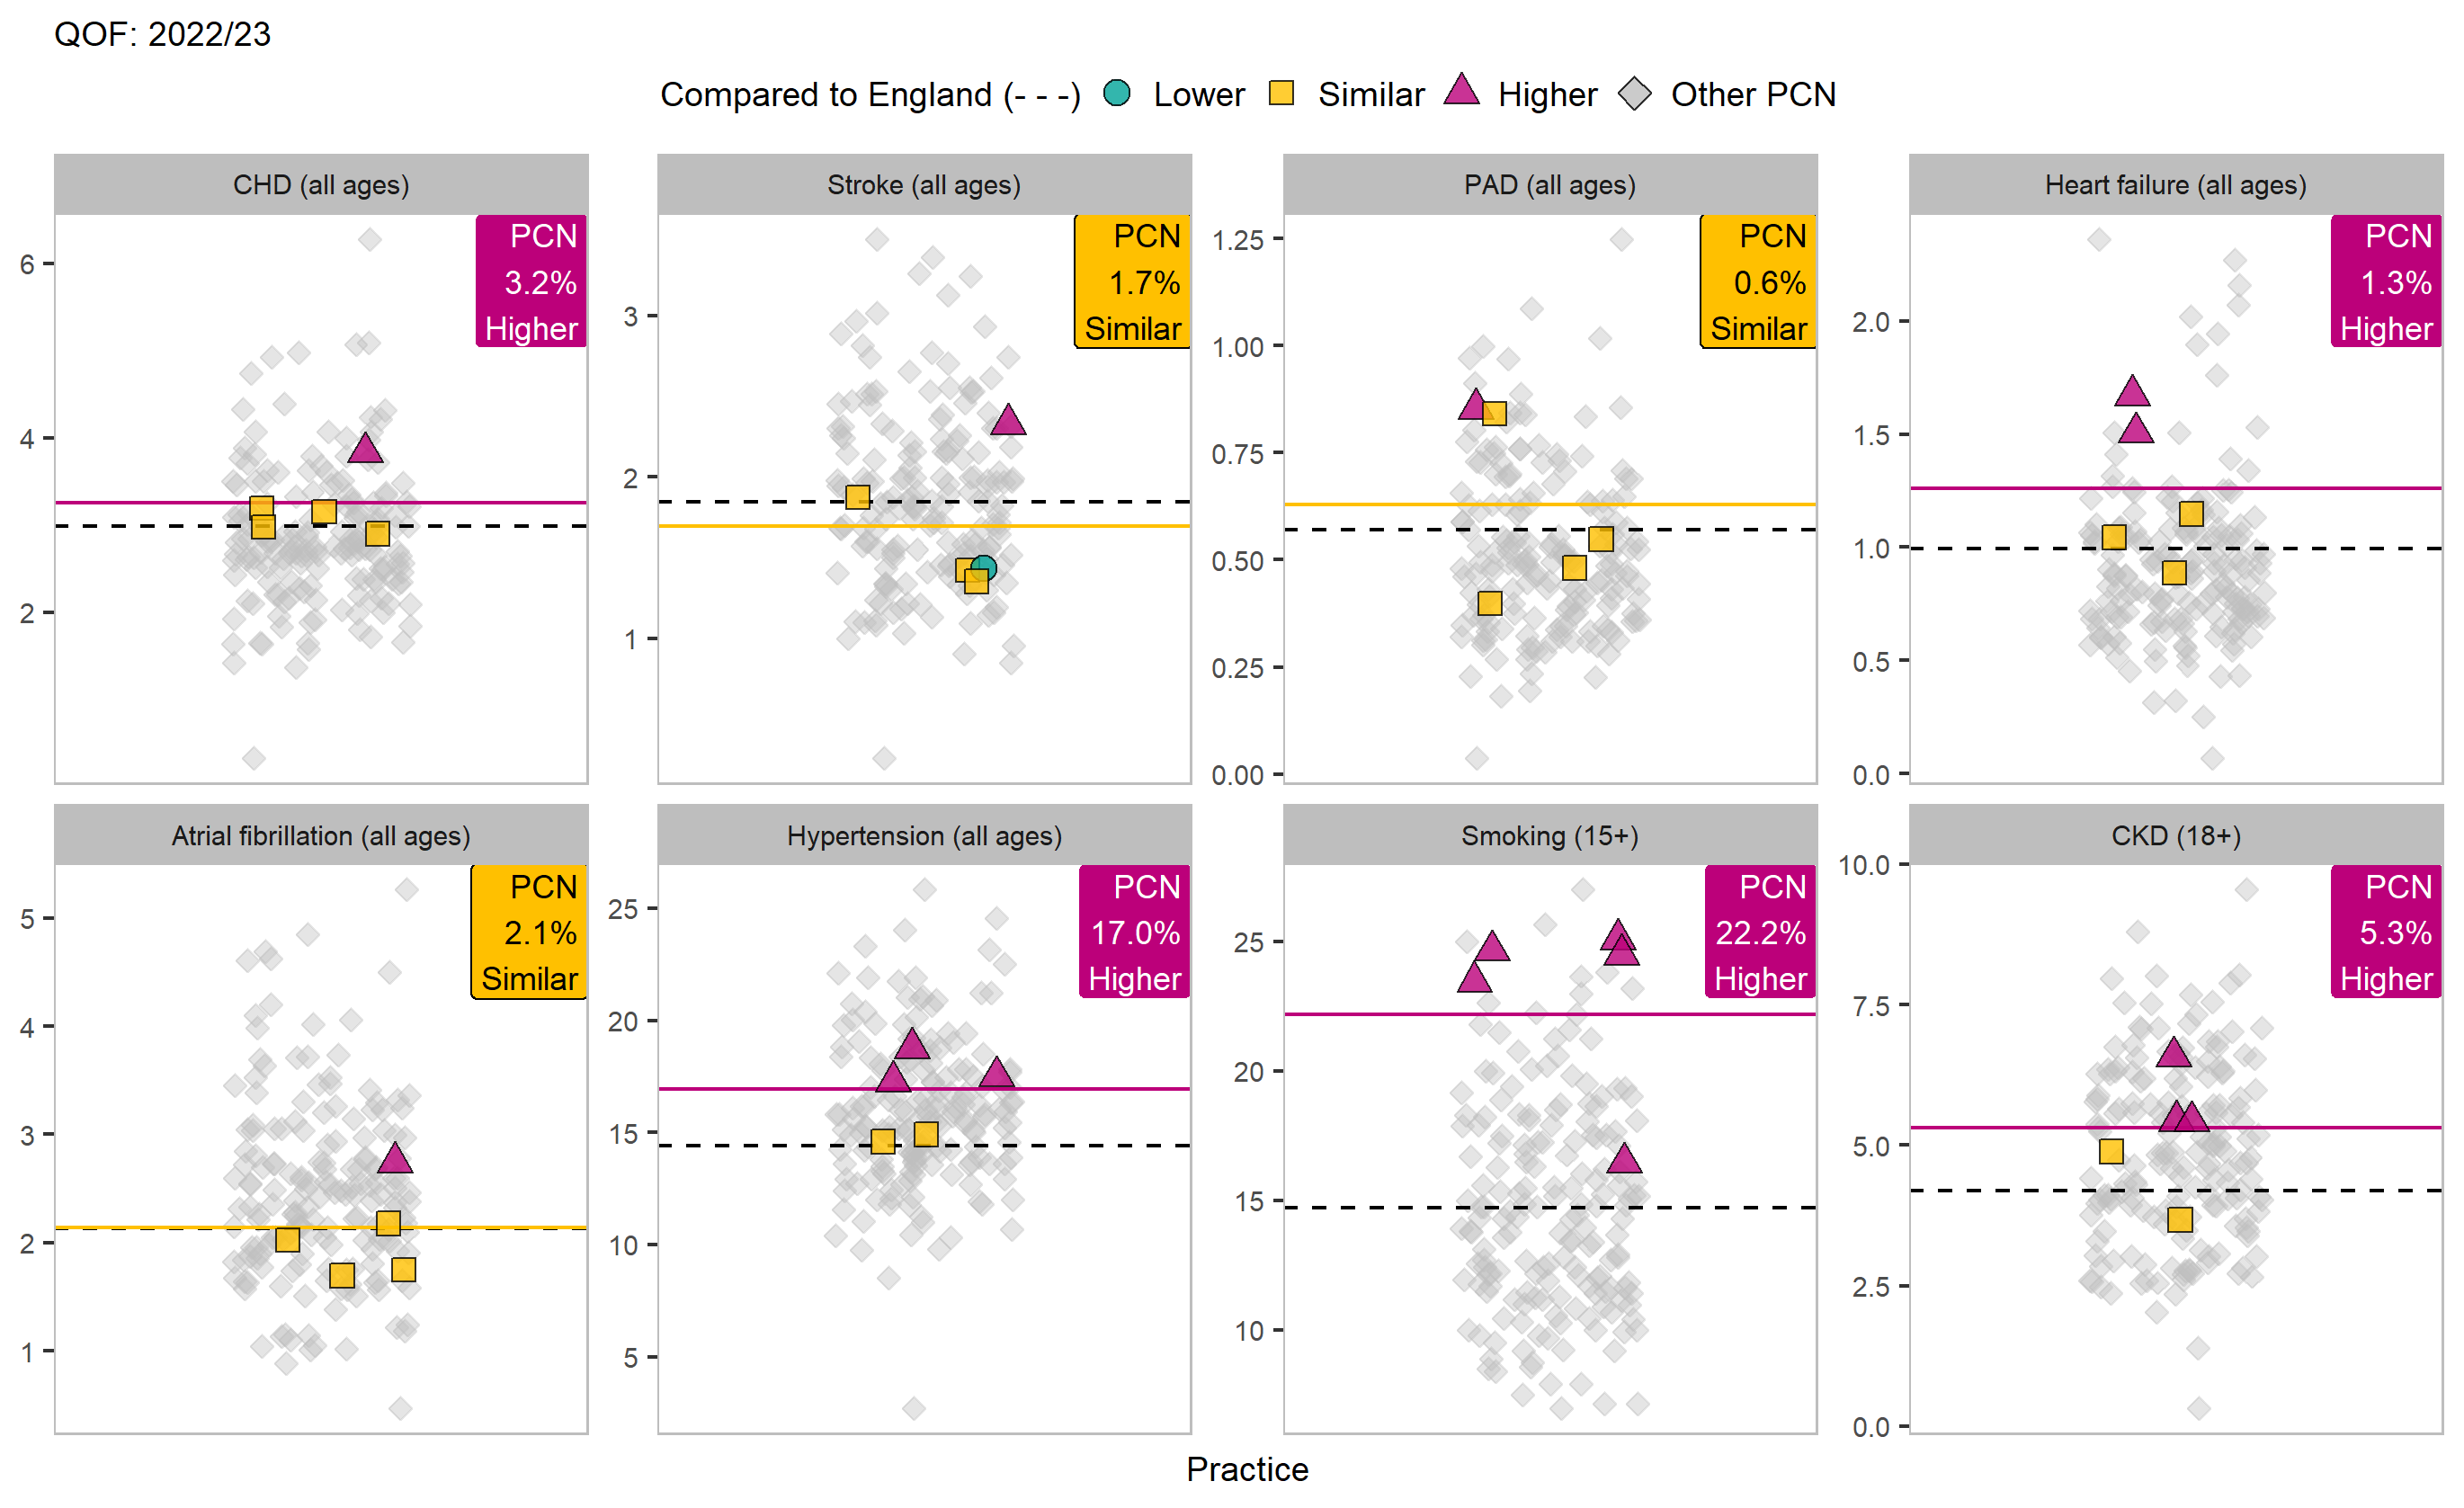 QOF: 2022/23
Compared to England (- - -) Lower Similar Higher Other PCN
CHD (all ages)
PCN
3.2%
Higher
6
4
2
Stroke (all ages)
PCN
1.7%
Similar
3
2
1
PAD (all ages)
PCN
0.6%
Similar
1.25
1.00
0.75
0.50
0.25
0.00
Heart failure (all ages)
PCN
1.3%
Higher
2.0
1.5
1.0
0.5
0.0
Atrial fibrillation (all ages)
PCN
2.1%
Similar
5
4
3
2
1
Hypertension (all ages)
PCN
17.0%
Higher
25
20
15
10
5
Smoking (15+)
PCN
22.2%
Higher
25
20
15
10
CKD (18+)
PCN
5.3%
Higher
10.0
7.5
5.0
2.5
0.0
Practice